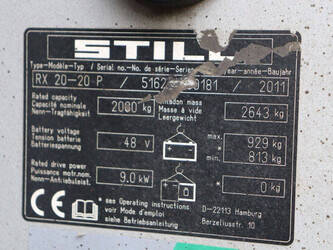 STILL
Type-Modèle-Typ / Serial no.-No. de série-Serien / year-année-Baujahr
RX 20-20 P / 5162 181 / 2011
Rated capacity
Capacité nominale
Nenn-Tragfähigkeit
2000 kg
Unladen mass
Masse à vide
Leergewicht
2643 kg
Battery voltage
Tension batterie
Batteriespannung
48 V
max. 929 kg
min. 813 kg
Rated drive power
Puissance motr.nom.
Nenn-Antriebsleist.
9.0 kW
* 0 kg
CE
*see Operating instructions
voir Mode d'emploi
siehe Betriebsanleitung
D-22113 Hamburg
Berzeliusstr. 10